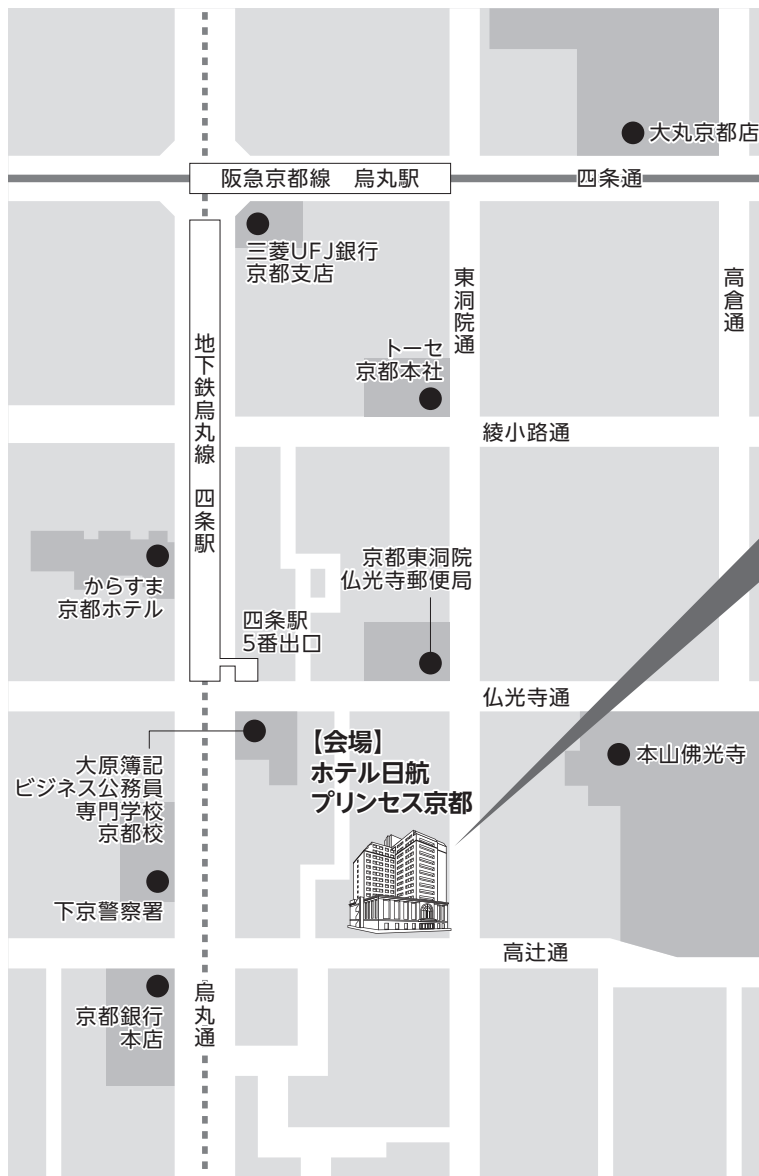 大丸京都店
阪急京都線　烏丸駅
四条通
三菱UFJ銀行
京都支店
東洞院通
高倉通
地下鉄烏丸線　四条駅
トーセ
京都本社
綾小路通
からすま
京都ホテル
京都東洞院
仏光寺郵便局
四条駅
5番出口
仏光寺通
【会場】
ホテル日航
プリンセス京都
本山佛光寺
大原簿記
ビジネス公務員
専門学校
京都校
下京警察署
高辻通
京都銀行
本店
烏丸通